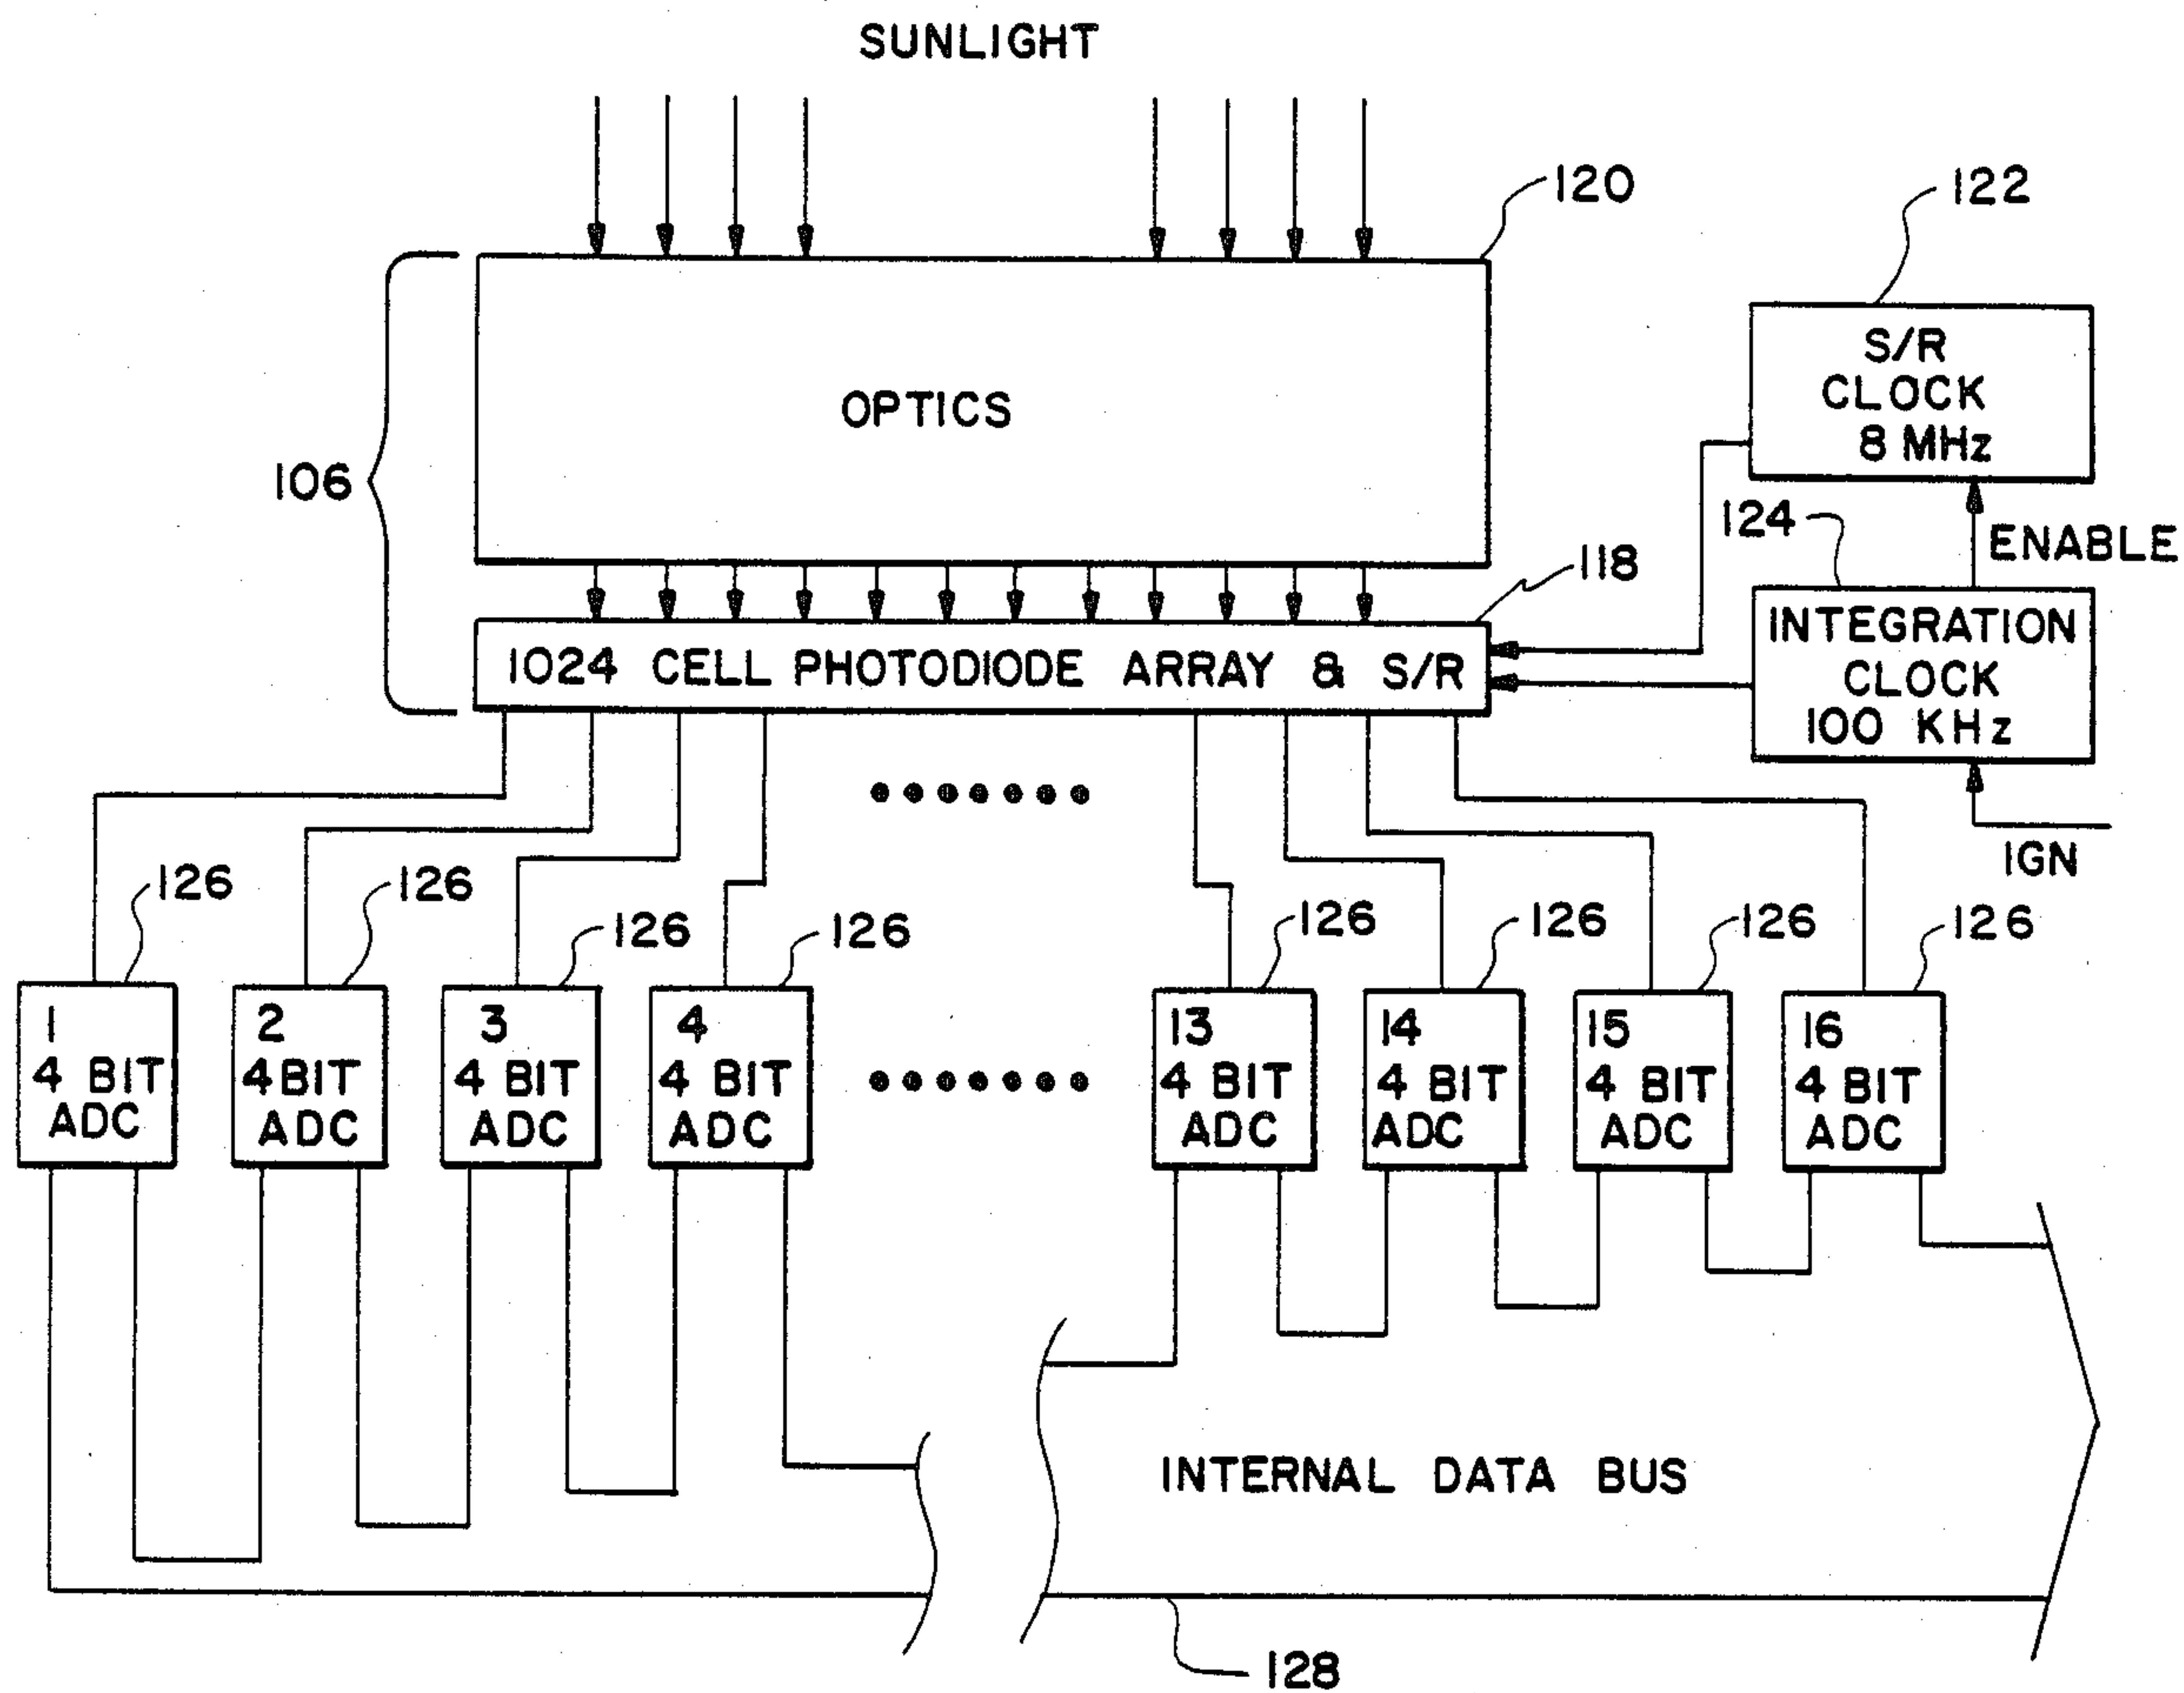 SUNLIGHT
120
122
OPTICS
S/R
CLOCK
8 MHz
106
124
ENABLE
118
1024 CELL PHOTODIODE ARRAY & S/R
INTEGRATION
CLOCK
100 KHz
IGN
126
126
126
126
126
126
126
126
1
4 BIT
ADC
2
4 BIT
ADC
3
4 BIT
ADC
4
4 BIT
ADC
13
4 BIT
ADC
14
4 BIT
ADC
15
4 BIT
ADC
16
4 BIT
ADC
INTERNAL DATA BUS
128